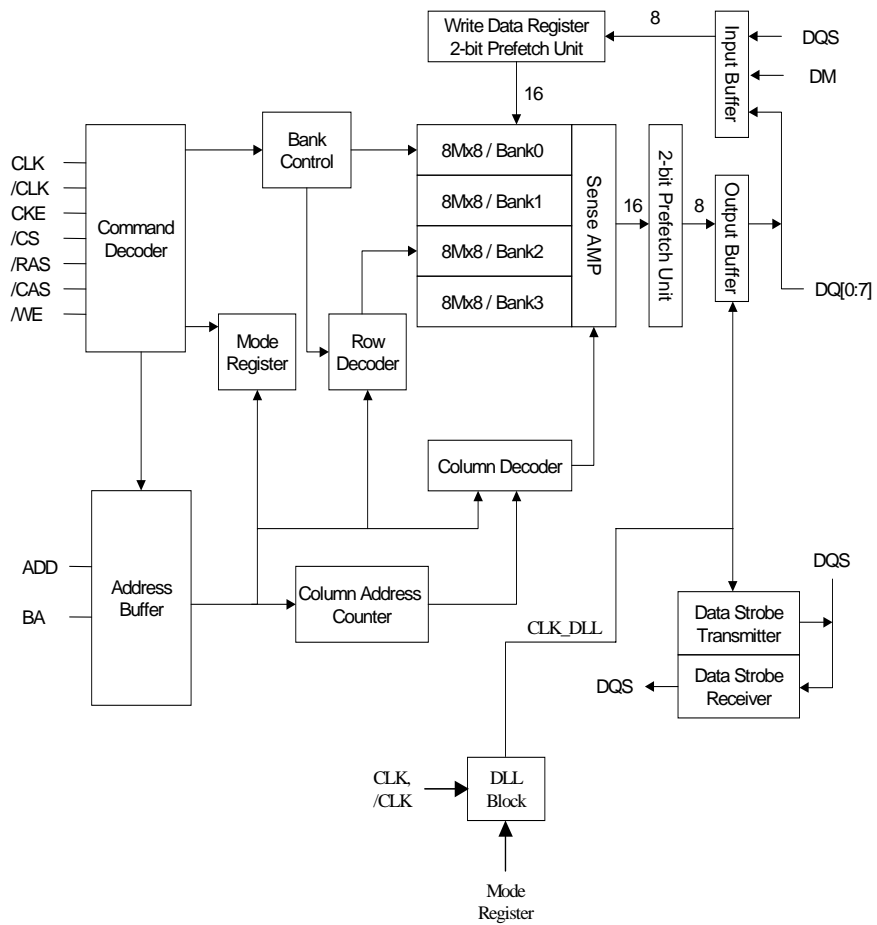 Write Data Register
2-bit Prefetch Unit
8
Input Buffer
DQS
DM
16
Bank
Control
8Mx8 / Bank0
8Mx8 / Bank1
8Mx8 / Bank2
8Mx8 / Bank3
Sense AMP
16
2-bit Prefetch Unit
8
Output Buffer
DQ[0:7]
CLK
/CLK
CKE
/CS
/RAS
/CAS
/WE
Command
Decoder
Mode
Register
Row
Decoder
Column Decoder
ADD
BA
Address
Buffer
Column Address
Counter
CLK_DLL
DQS
Data Strobe
Transmitter
Data Strobe
Receiver
DQS
CLK,
/CLK
DLL
Block
Mode
Register